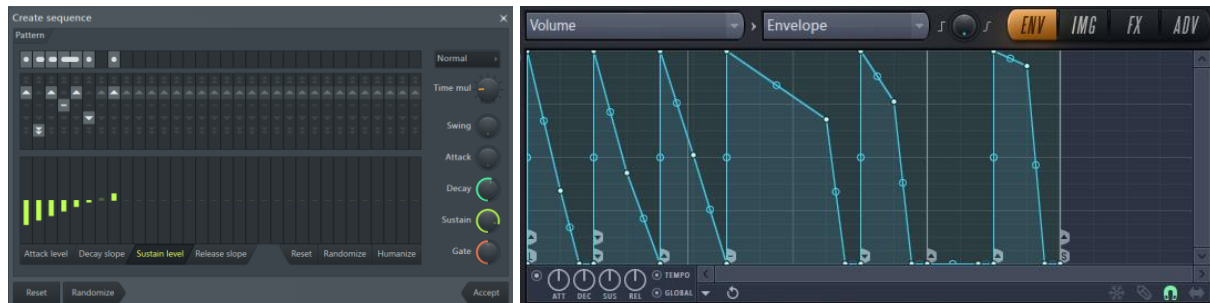 Create sequence
Pattern
Normal
Time mul
Swing
Attack
Decay
Sustain
Gate
Attack level Decay slope Sustain level Release slope Reset Randomize Humanize
Reset Randomize Accept
Volume Envelope ENV IMG FX ADV
L S
ATT DEC SUS REL TEMPO
GLOBAL